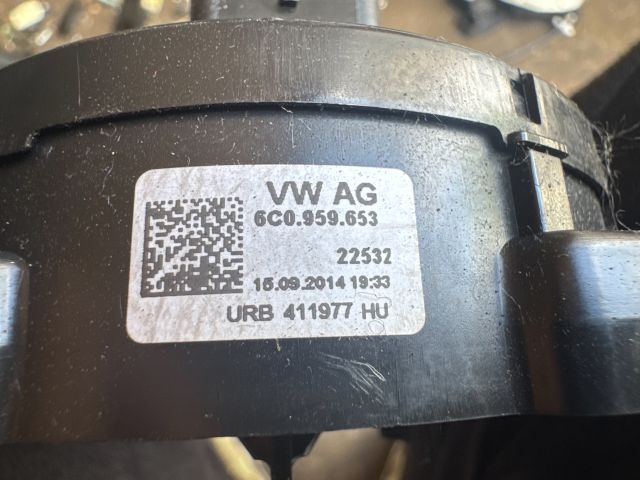 VW AG
6C0.959.653
22532
15.09.2014 19:33
URB 411977 HU